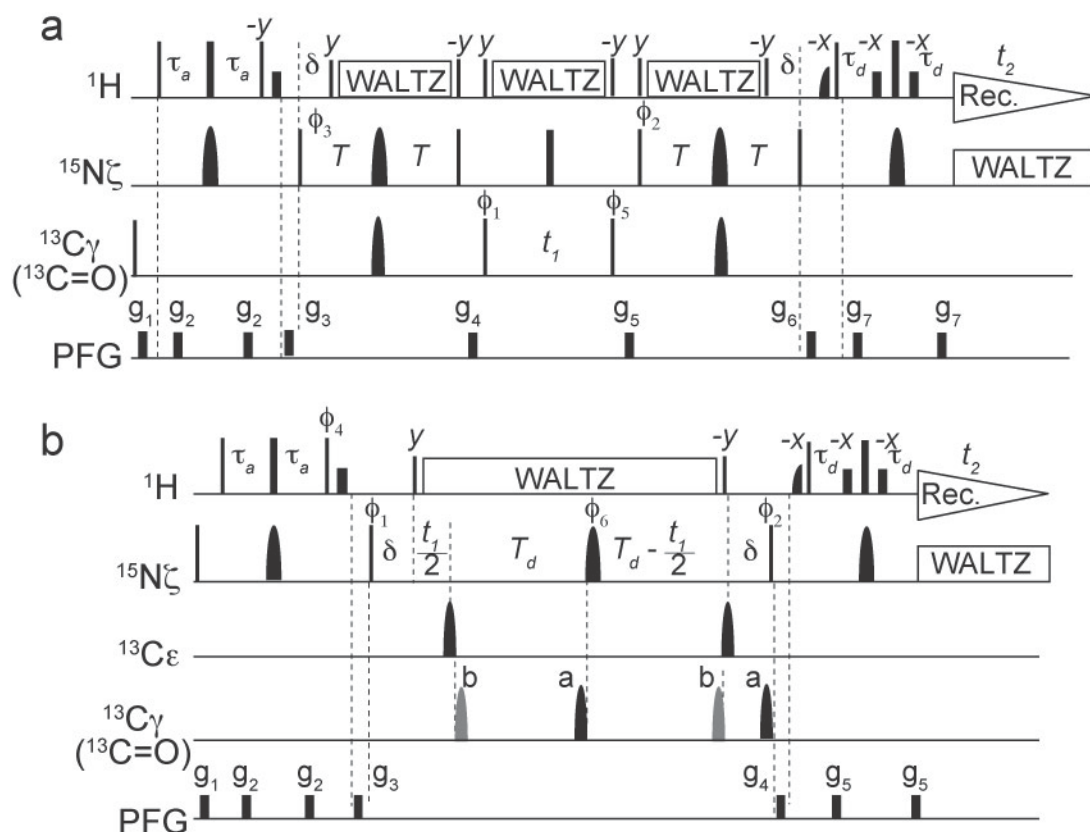 a
-y y -y y -y y -y -x -x -x
τa τa δ WALTZ WALTZ WALTZ δ τd τd t2
1H Rec.
ϕ3 ϕ2
15Nζ T T T T WALTZ
ϕ1 ϕ5
13Cγ t1
(13C=O)
g1 g2 g2 g3 g4 g5 g6 g7 g7
PFG
b
ϕ4 y -y -x -x -x
τa τa WALTZ τd τd t2
1H Rec.
ϕ1 ϕ6 ϕ2
15Nζ δ t1/2 Td Td - t1/2 δ WALTZ
13Cε
b a b a
13Cγ
(13C=O)
g1 g2 g2 g3 g4 g5 g5
PFG